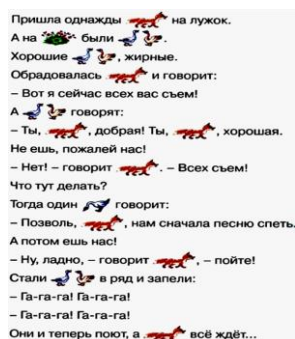 Пришла однажды на лужок.
А на были
Хорошие , жирные.
Обрадовалась и говорит:
– Вот я сейчас всех вас съем!
А говорят:
– Ты, , добрая! Ты, , хорошая.
Не ешь, пожалей нас!
– Нет! – говорит . – Всех съем!
Что тут делать?
Тогда один говорит:
– Позволь, , нам сначала песню спеть.
А потом ешь нас!
– Ну, ладно, – говорит , – пойте!
Стали в ряд и запели:
– Га-га-га! Га-га-га!
– Га-га-га! Га-га-га!
Они и теперь поют, а всё ждёт...